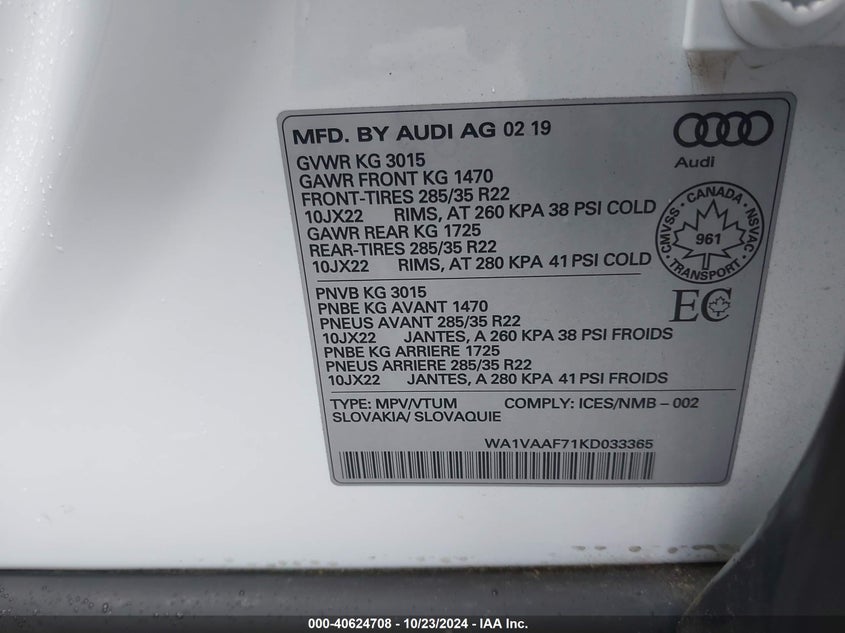 MFD. BY AUDI AG 02 19
Audi
GVWR KG 3015
GAWR FRONT KG 1470
FRONT-TIRES 285/35 R22
10JX22 RIMS, AT 260 KPA 38 PSI COLD
GAWR REAR KG 1725
REAR-TIRES 285/35 R22
10JX22 RIMS, AT 280 KPA 41 PSI COLD
CMVSS · CANADA · NSVAC
961
TRANSPORT
PNVB KG 3015
PNBE KG AVANT 1470
PNEUS AVANT 285/35 R22
10JX22 JANTES, A 260 KPA 38 PSI FROIDS
PNBE KG ARRIERE 1725
PNEUS ARRIERE 285/35 R22
10JX22 JANTES, A 280 KPA 41 PSI FROIDS
EC
TYPE: MPV/VTUM COMPLY: ICES/NMB - 002
SLOVAKIA/ SLOVAQUIE
WA1VAAF71KD033365
000-40624708 - 10/23/2024 - IAA Inc.